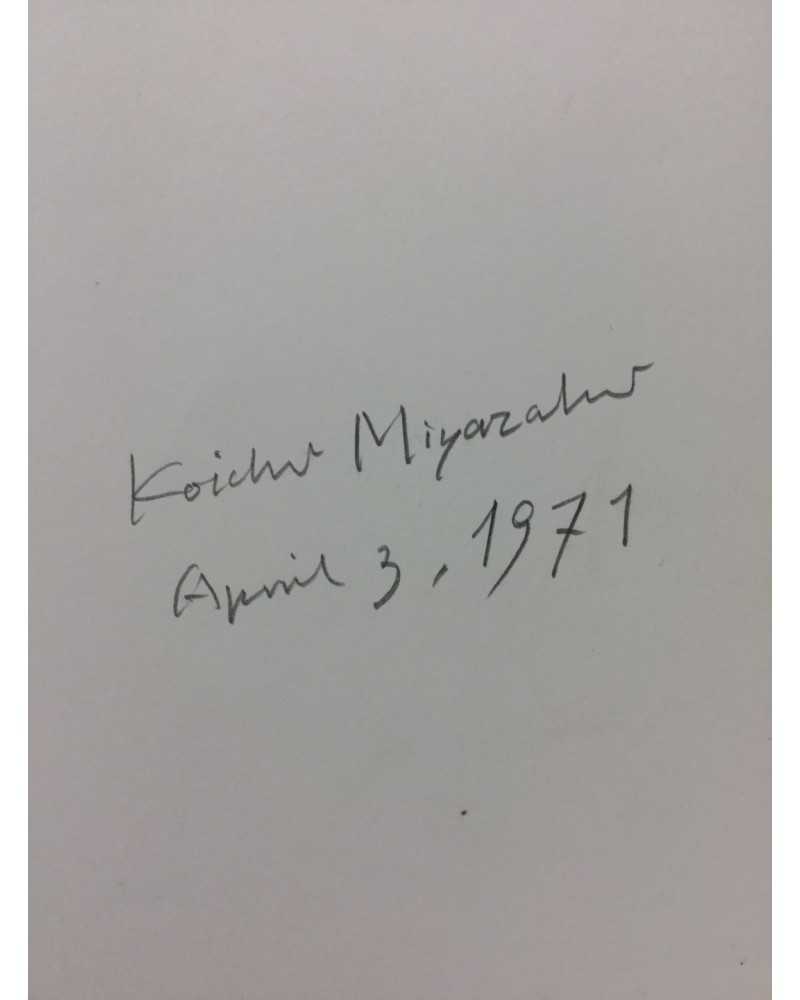 Koichi Miyazaki
April 3, 1971